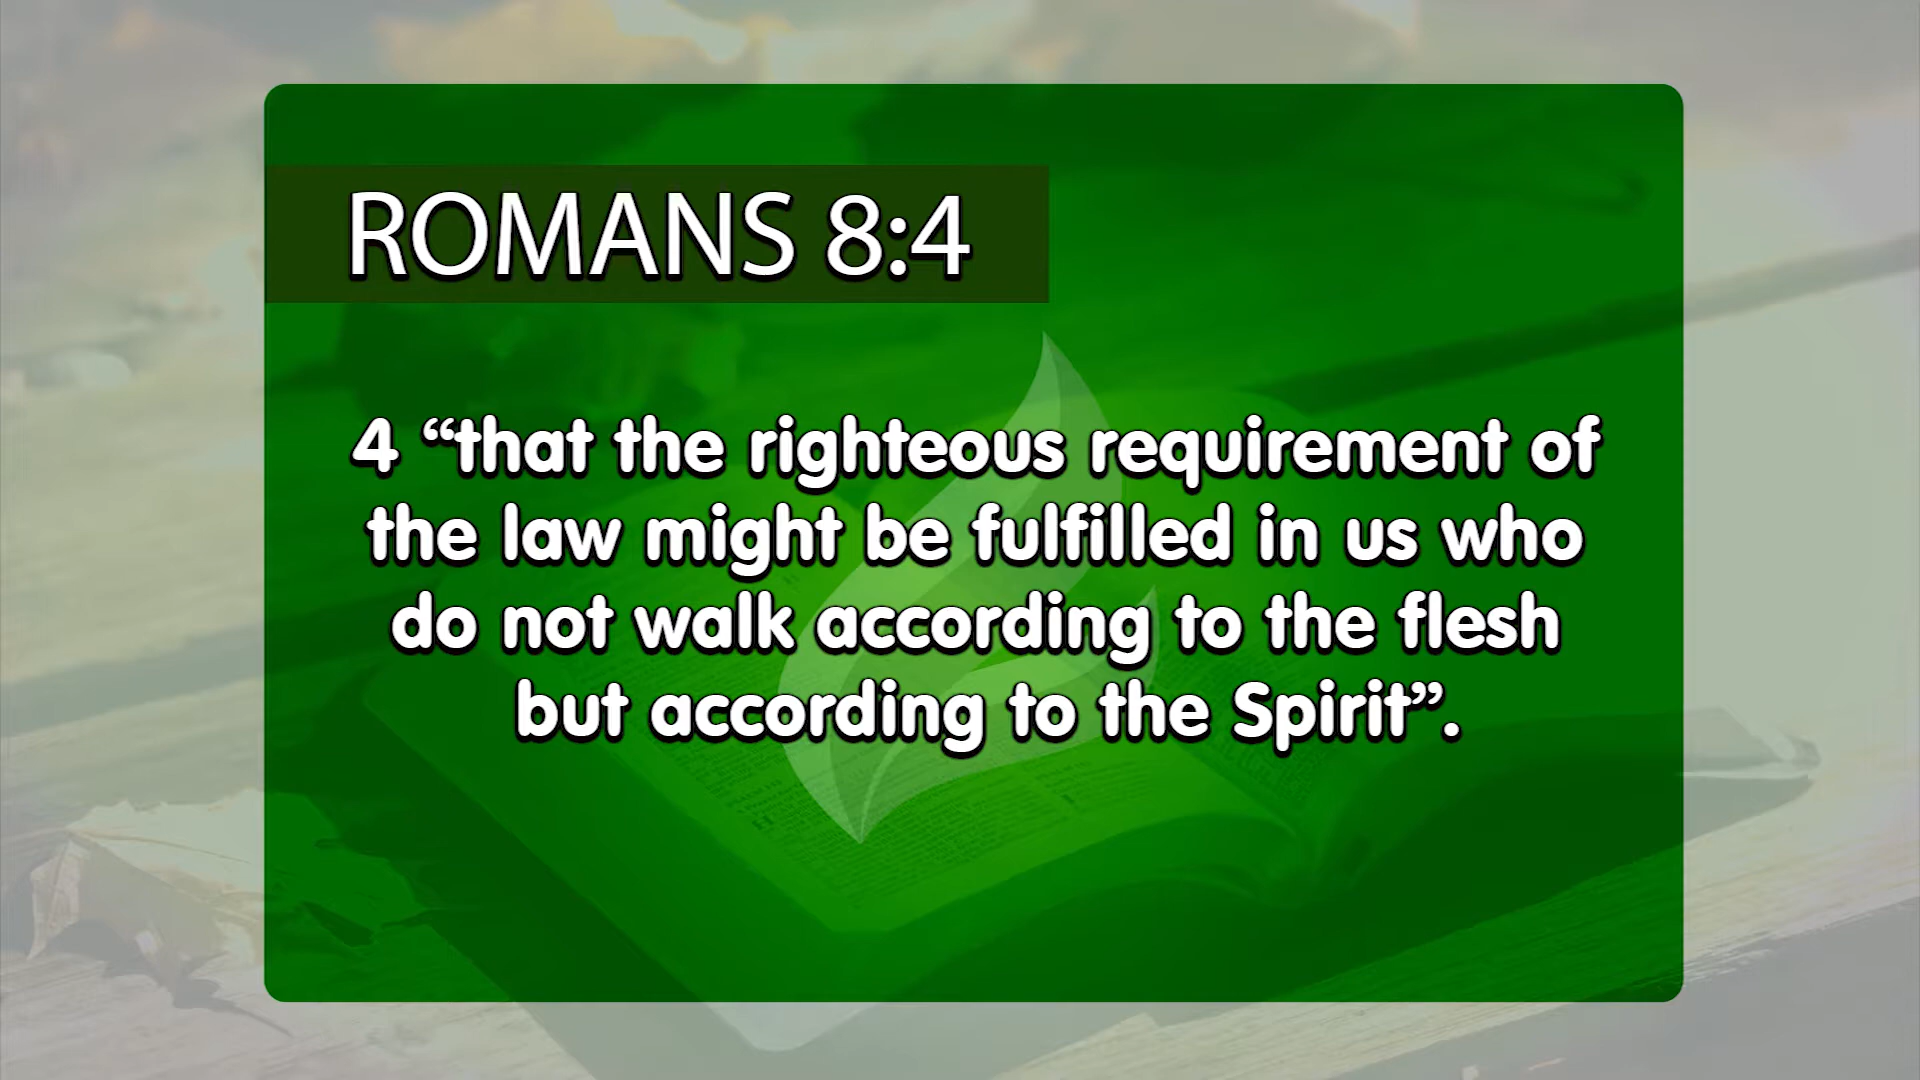 ROMANS 8:4
4 “that the righteous requirement of
the law might be fulfilled in us who
do not walk according to the flesh
but according to the Spirit”.